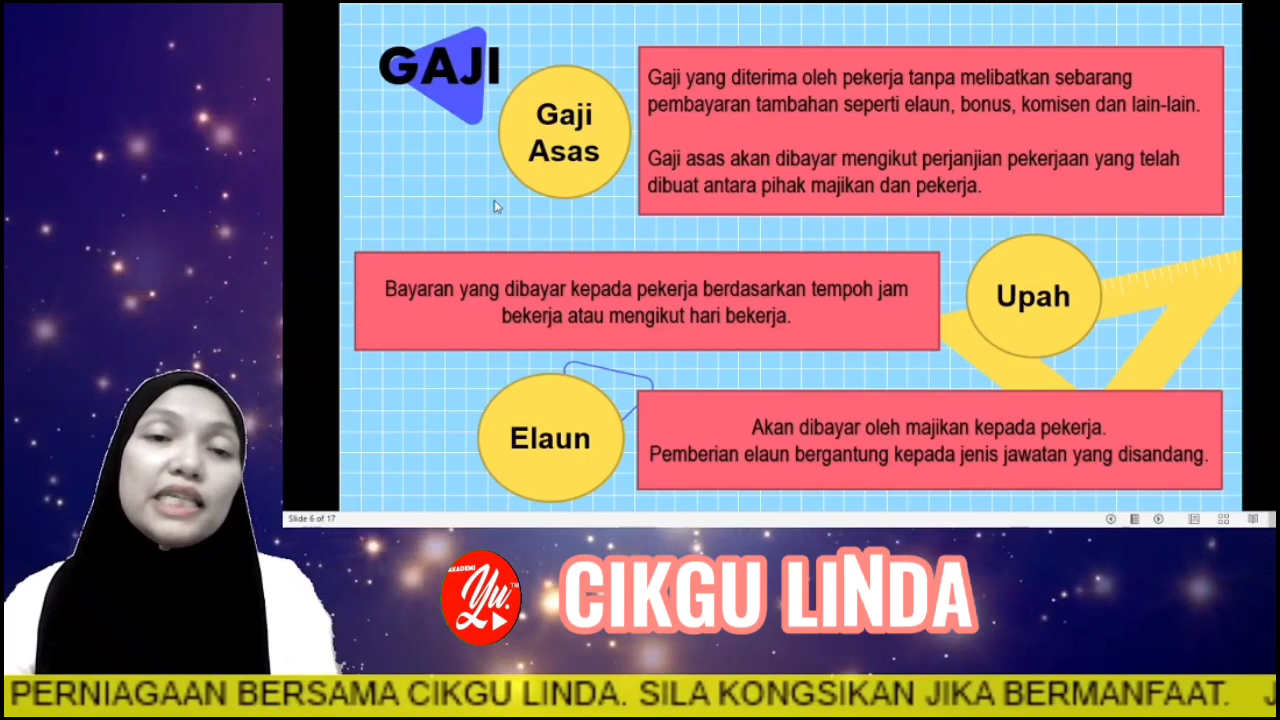 GAJI
Gaji
Asas
Gaji yang diterima oleh pekerja tanpa melibatkan sebarang
pembayaran tambahan seperti elaun, bonus, komisen dan lain-lain.
Gaji asas akan dibayar mengikut perjanjian pekerjaan yang telah
dibuat antara pihak majikan dan pekerja.
Bayaran yang dibayar kepada pekerja berdasarkan tempoh jam
bekerja atau mengikut hari bekerja.
Upah
Elaun
Akan dibayar oleh majikan kepada pekerja.
Pemberian elaun bergantung kepada jenis jawatan yang disandang.
Slide 6 of 17
AKADEMI
Yu.
TM
CIKGU LINDA
PERNIAGAAN BERSAMA CIKGU LINDA. SILA KONGSIKAN JIKA BERMANFAAT. J